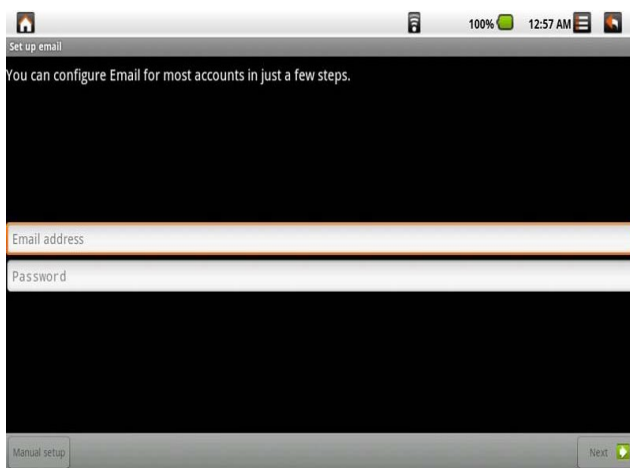 100% 12:57 AM
Set up email
You can configure Email for most accounts in just a few steps.
Email address
Password
Manual setup
Next